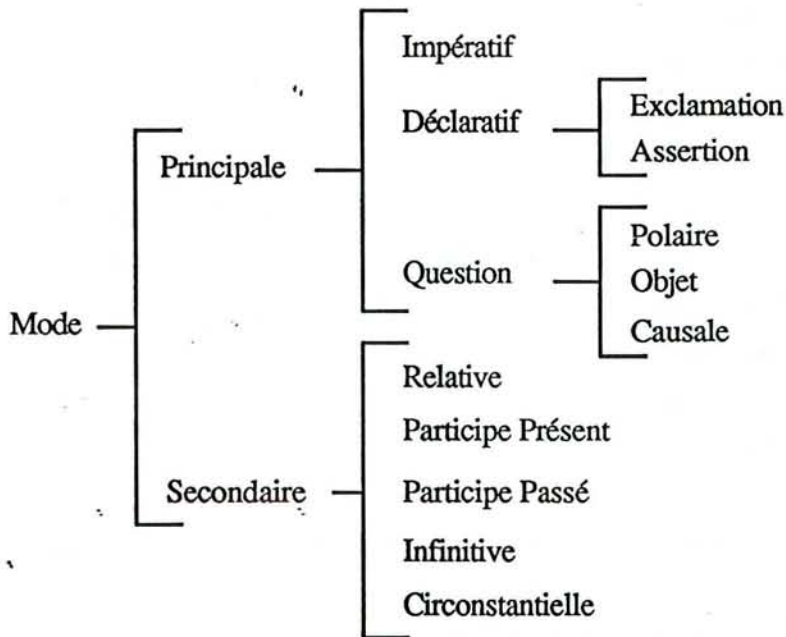 Impératif
Déclaratif
Exclamation
Assertion
Principale
Polaire
Question
Objet
Causale
Mode
Relative
Participe Présent
Secondaire
Participe Passé
Infinitive
Circonstantielle